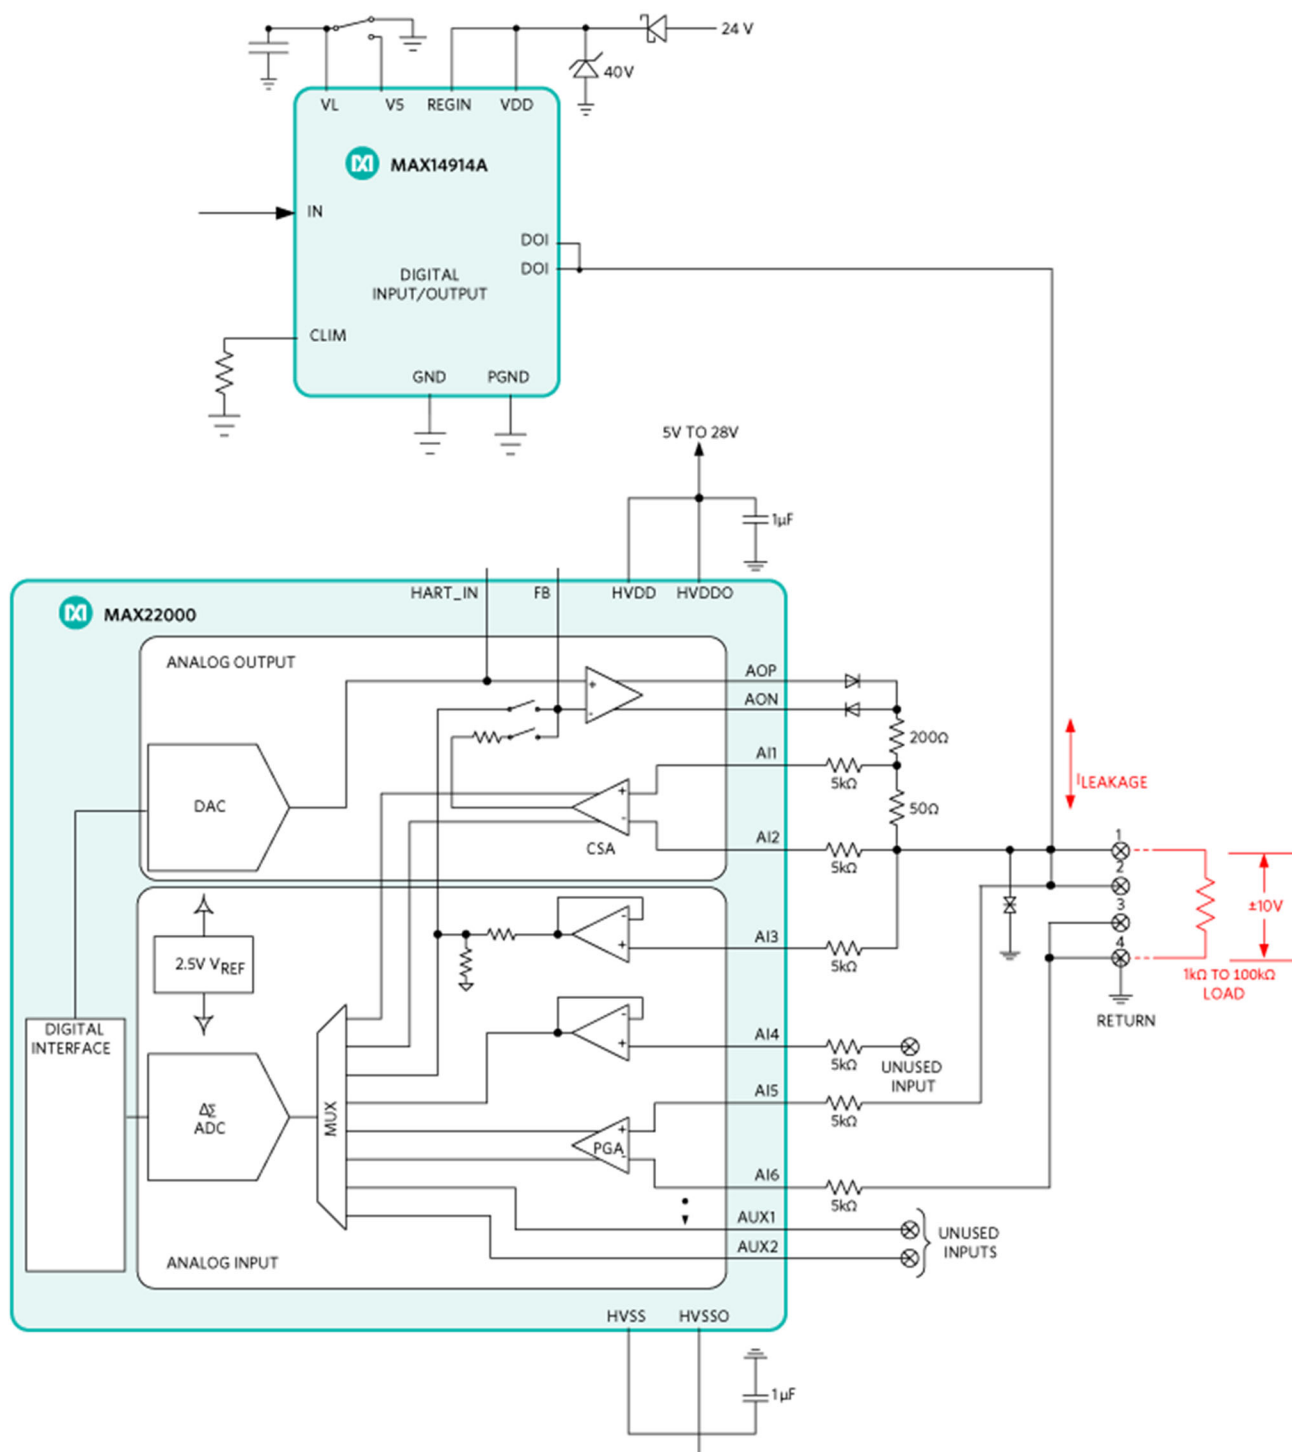 24 V
40V
VL
V5
REGIN
VDD
MAX14914A
IN
DOI
DOI
DIGITAL
INPUT/OUTPUT
CLIM
GND
PGND
5V TO 28V
1µF
HART_IN
FB
HVDD
HVDDO
MAX22000
ANALOG OUTPUT
AOP
AON
+
-
200Ω
AI1
5kΩ
DAC
+
-
CSA
50Ω
ILEAKAGE
AI2
5kΩ
1
2
3
4
±10V
1kΩ TO 100kΩ
LOAD
RETURN
2.5V VREF
-
+
AI3
5kΩ
DIGITAL
INTERFACE
-
+
AI4
5kΩ
UNUSED
INPUT
ΔΣ
ADC
MUX
AI5
5kΩ
+
PGA
-
AI6
5kΩ
AUX1
AUX2
UNUSED
INPUTS
ANALOG INPUT
HVSS
HVSSO
1µF